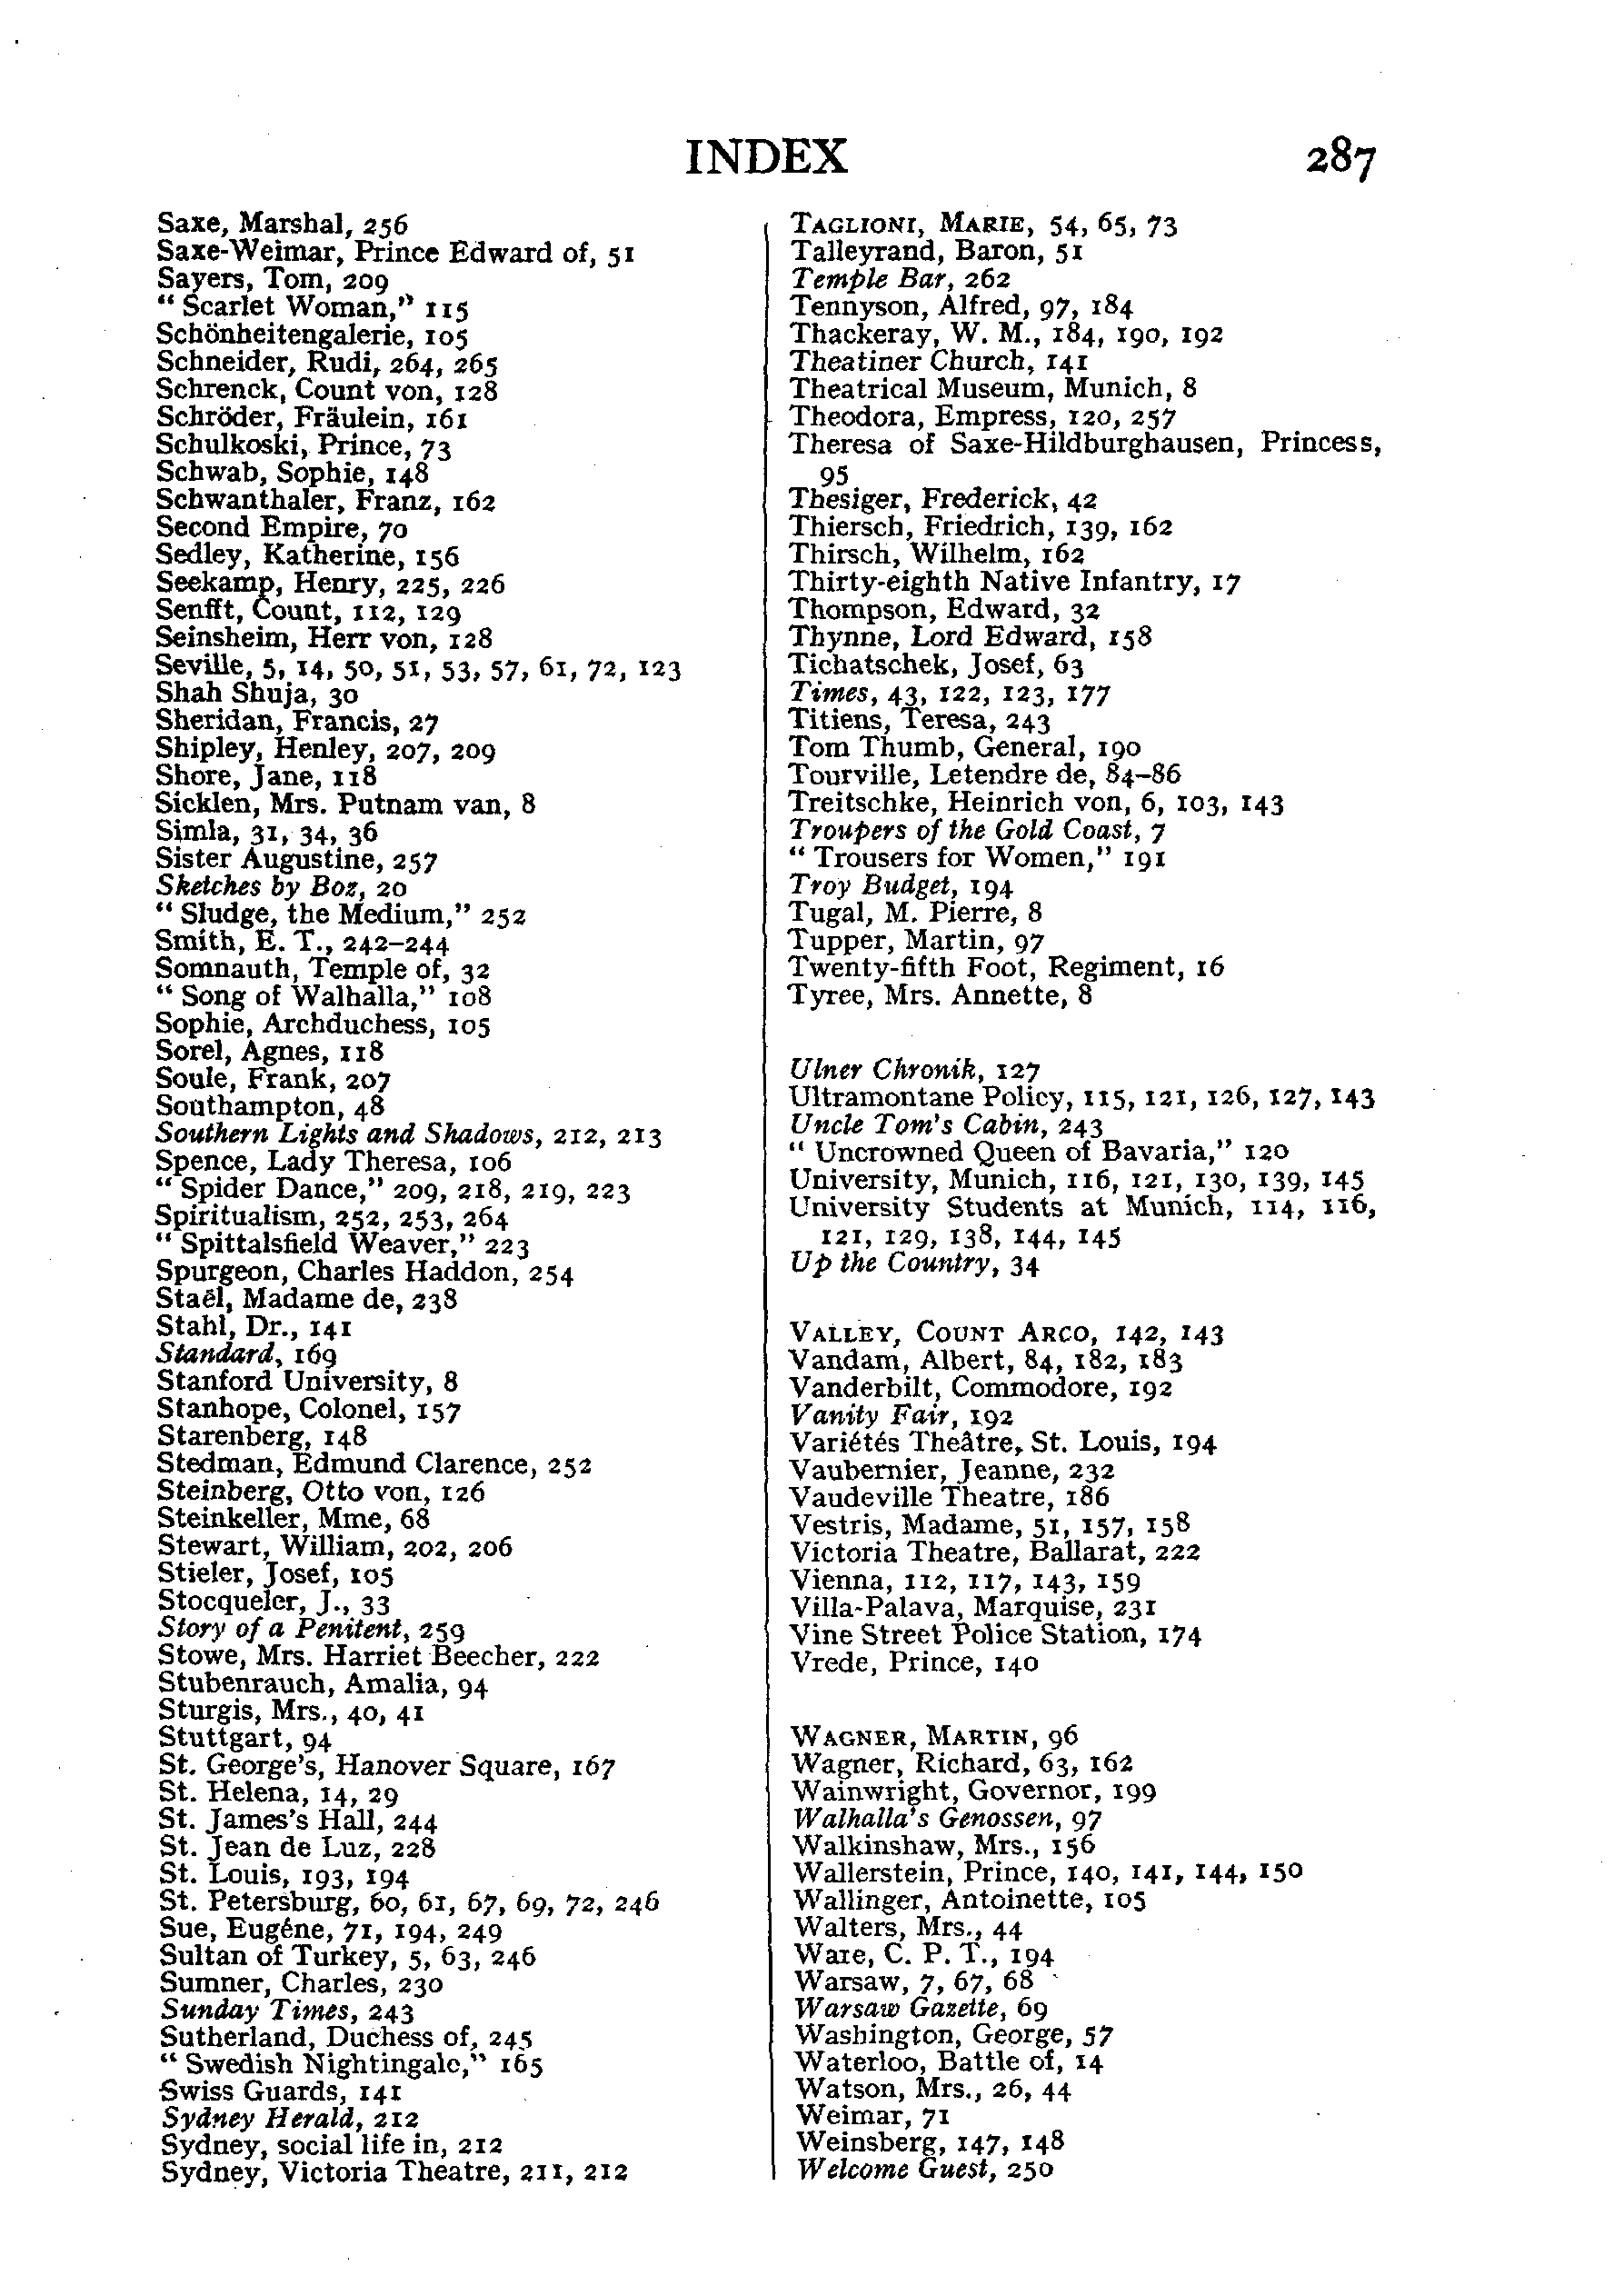 INDEX 287
Saxe, Marshal, 256
Saxe-Weimar, Prince Edward of, 51
Sayers, Tom, 209
" Scarlet Woman," 115
Schönheitengalerie, 105
Schneider, Rudi, 264, 265
Schrenck, Count von, 128
Schröder, Fräulein, 161
Schulkoski, Prince, 73
Schwab, Sophie, 148
Schwanthaler, Franz, 162
Second Empire, 70
Sedley, Katherine, 156
Seekamp, Henry, 225, 226
Senfft, Count, 112, 129
Seinsheim, Herr von, 128
Seville, 5, 14, 50, 51, 53, 57, 61, 72, 123
Shah Shuja, 30
Sheridan, Francis, 27
Shipley, Henley, 207, 209
Shore, Jane, 118
Sicklen, Mrs. Putnam van, 8
Simla, 31, 34, 36
Sister Augustine, 257
Sketches by Boz, 20
" Sludge, the Medium," 252
Smith, E. T., 242–244
Somnauth, Temple of, 32
" Song of Walhalla," 108
Sophie, Archduchess, 105
Sorel, Agnes, 118
Soule, Frank, 207
Southampton, 48
Southern Lights and Shadows, 212, 213
Spence, Lady Theresa, 106
" Spider Dance," 209, 218, 219, 223
Spiritualism, 252, 253, 264
" Spittalsfield Weaver," 223
Spurgeon, Charles Haddon, 254
Staël, Madame de, 238
Stahl, Dr., 141
Standard, 169
Stanford University, 8
Stanhope, Colonel, 157
Starenberg, 148
Stedman, Edmund Clarence, 252
Steinberg, Otto von, 126
Steinkeller, Mme, 68
Stewart, William, 202, 206
Stieler, Josef, 105
Stocqueler, J., 33
Story of a Penitent, 259
Stowe, Mrs. Harriet Beecher, 222
Stubenrauch, Amalia, 94
Sturgis, Mrs., 40, 41
Stuttgart, 94
St. George's, Hanover Square, 167
St. Helena, 14, 29
St. James's Hall, 244
St. Jean de Luz, 228
St. Louis, 193, 194
St. Petersburg, 60, 61, 67, 69, 72, 246
Sue, Eugéne, 71, 194, 249
Sultan of Turkey, 5, 63, 246
Sumner, Charles, 230
Sunday Times, 243
Sutherland, Duchess of, 245
" Swedish Nightingale," 165
Swiss Guards, 141
Sydney Herald, 212
Sydney, social life in, 212
Sydney, Victoria Theatre, 211, 212
TAGLIONI, MARIE, 54, 65, 73
Talleyrand, Baron, 51
Temple Bar, 262
Tennyson, Alfred, 97, 184
Thackeray, W. M., 184, 190, 192
Theatiner Church, 141
Theatrical Museum, Munich, 8
Theodora, Empress, 120, 257
Theresa of Saxe-Hildburghausen, Princess,
95
Thesiger, Frederick, 42
Thiersch, Friedrich, 139, 162
Thirsch, Wilhelm, 162
Thirty-eighth Native Infantry, 17
Thompson, Edward, 32
Thynne, Lord Edward, 158
Tichatschek, Josef, 63
Times, 43, 122, 123, 177
Titiens, Teresa, 243
Tom Thumb, General, 190
Tourville, Letendre de, 84–86
Treitschke, Heinrich von, 6, 103, 143
Troupers of the Gold Coast, 7
" Trousers for Women," 191
Troy Budget, 194
Tugal, M. Pierre, 8
Tupper, Martin, 97
Twenty-fifth Foot, Regiment, 16
Tyree, Mrs. Annette, 8
Ulner Chronik, 127
Ultramontane Policy, 115, 121, 126, 127, 143
Uncle Tom's Cabin, 243
" Uncrowned Queen of Bavaria," 120
University, Munich, 116, 121, 130, 139, 145
University Students at Munich, 114, 116,
121, 129, 138, 144, 145
Up the Country, 34
VALLEY, COUNT ARCO, 142, 143
Vandam, Albert, 84, 182, 183
Vanderbilt, Commodore, 192
Vanity Fair, 192
Variétés Theâtre, St. Louis, 194
Vaubernier, Jeanne, 232
Vaudeville Theatre, 186
Vestris, Madame, 51, 157, 158
Victoria Theatre, Ballarat, 222
Vienna, 112, 117, 143, 159
Villa-Palava, Marquise, 231
Vine Street Police Station, 174
Vrede, Prince, 140
WAGNER, MARTIN, 96
Wagner, Richard, 63, 162
Wainwright, Governor, 199
Walhalla's Genossen, 97
Walkinshaw, Mrs., 156
Wallerstein, Prince, 140, 141, 144, 150
Wallinger, Antoinette, 105
Walters, Mrs., 44
Ware, C. P. T., 194
Warsaw, 7, 67, 68
Warsaw Gazette, 69
Washington, George, 57
Waterloo, Battle of, 14
Watson, Mrs., 26, 44
Weimar, 71
Weinsberg, 147, 148
Welcome Guest, 250